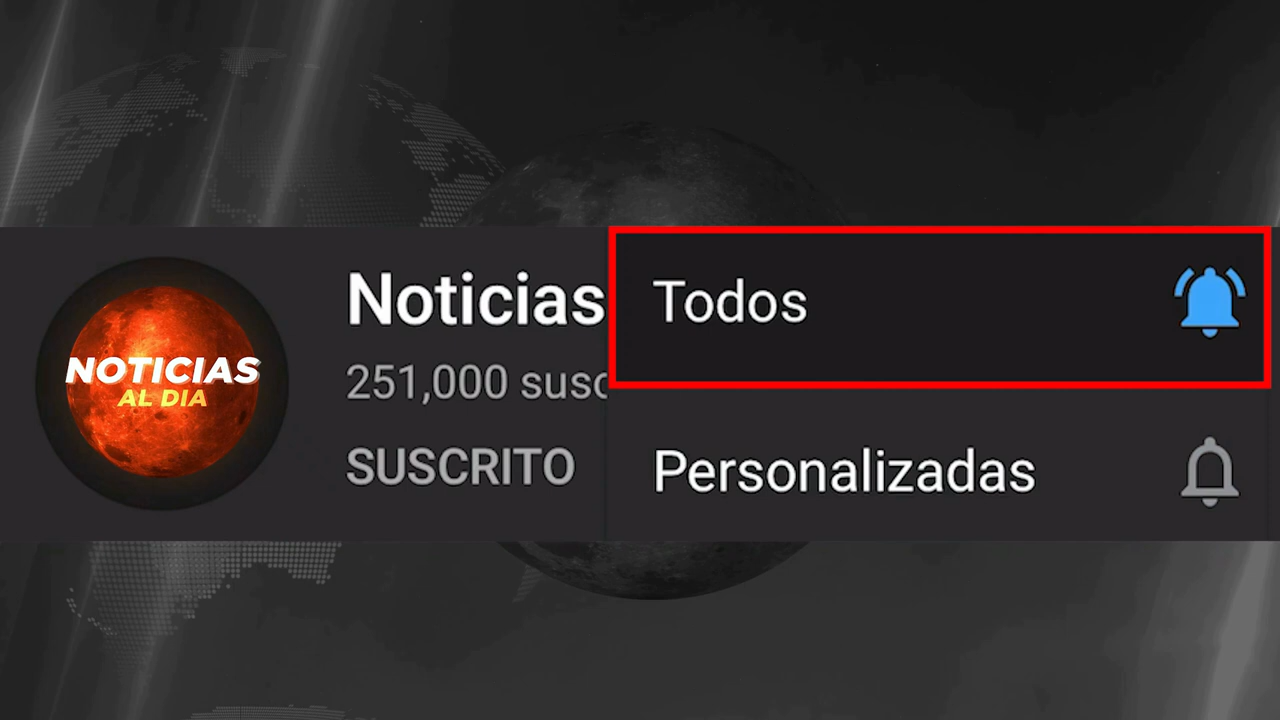 NOTICIAS
AL DIA
Noticias
251,000 susc
SUSCRITO
Todos
Personalizadas